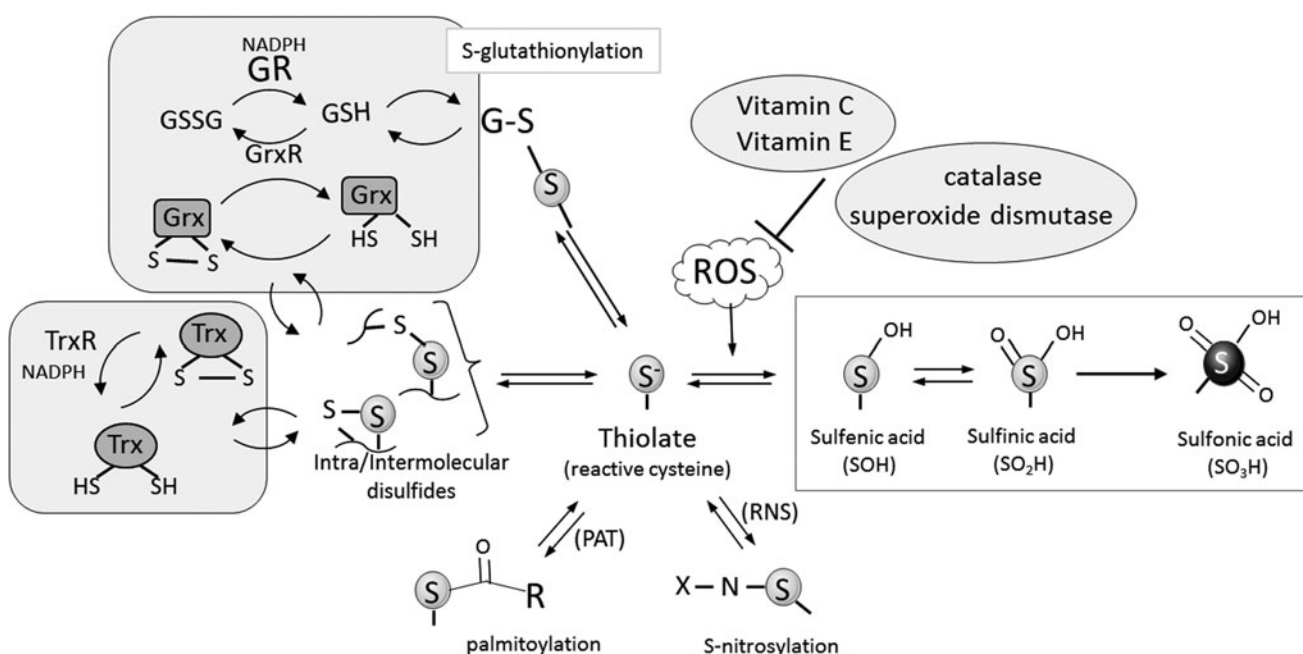 NADPH
GR
S-glutathionylation
GSSG
GSH
GrxR
G-S
S
Grx
Grx
HS
SH
S
S
Vitamin C
Vitamin E
catalase
superoxide dismutase
ROS
TrxR
NADPH
Trx
S
S
Trx
HS
SH
S
S
S
S
Intra/Intermolecular
disulfides
S-
Thiolate
(reactive cysteine)
OH
S
Sulfenic acid
(SOH)
O
OH
S
Sulfinic acid
(SO2H)
O
OH
S
O
Sulfonic acid
(SO3H)
(PAT)
(RNS)
O
S
R
palmitoylation
X – N – S
S-nitrosylation